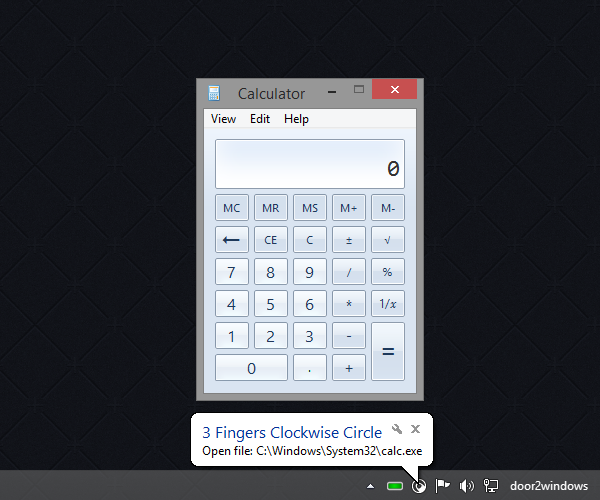 Calculator
View Edit Help
0
MC MR MS M+ M-
← CE C ± √
7 8 9 / %
4 5 6 * 1/x
1 2 3 - =
0 . +
3 Fingers Clockwise Circle
Open file: C:\Windows\System32\calc.exe
door2windows